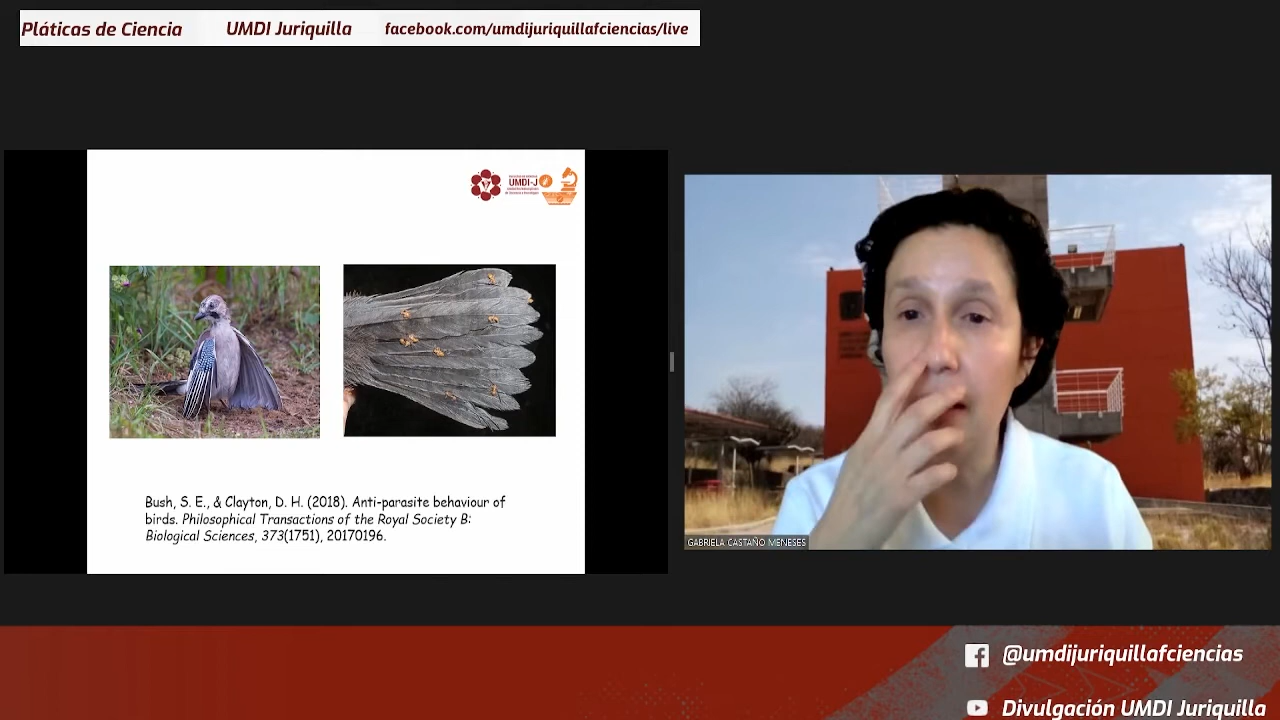 Pláticas de Ciencia UMDI Juriquilla facebook.com/umdijuriquillafciencias/live
UMDI-J
Bush, S. E., & Clayton, D. H. (2018). Anti-parasite behaviour of
birds. Philosophical Transactions of the Royal Society B:
Biological Sciences, 373(1751), 20170196.
GABRIELA CASTAÑO MENESES
@umdijuriquillafciencias
Divulgación UMDI Juriquilla